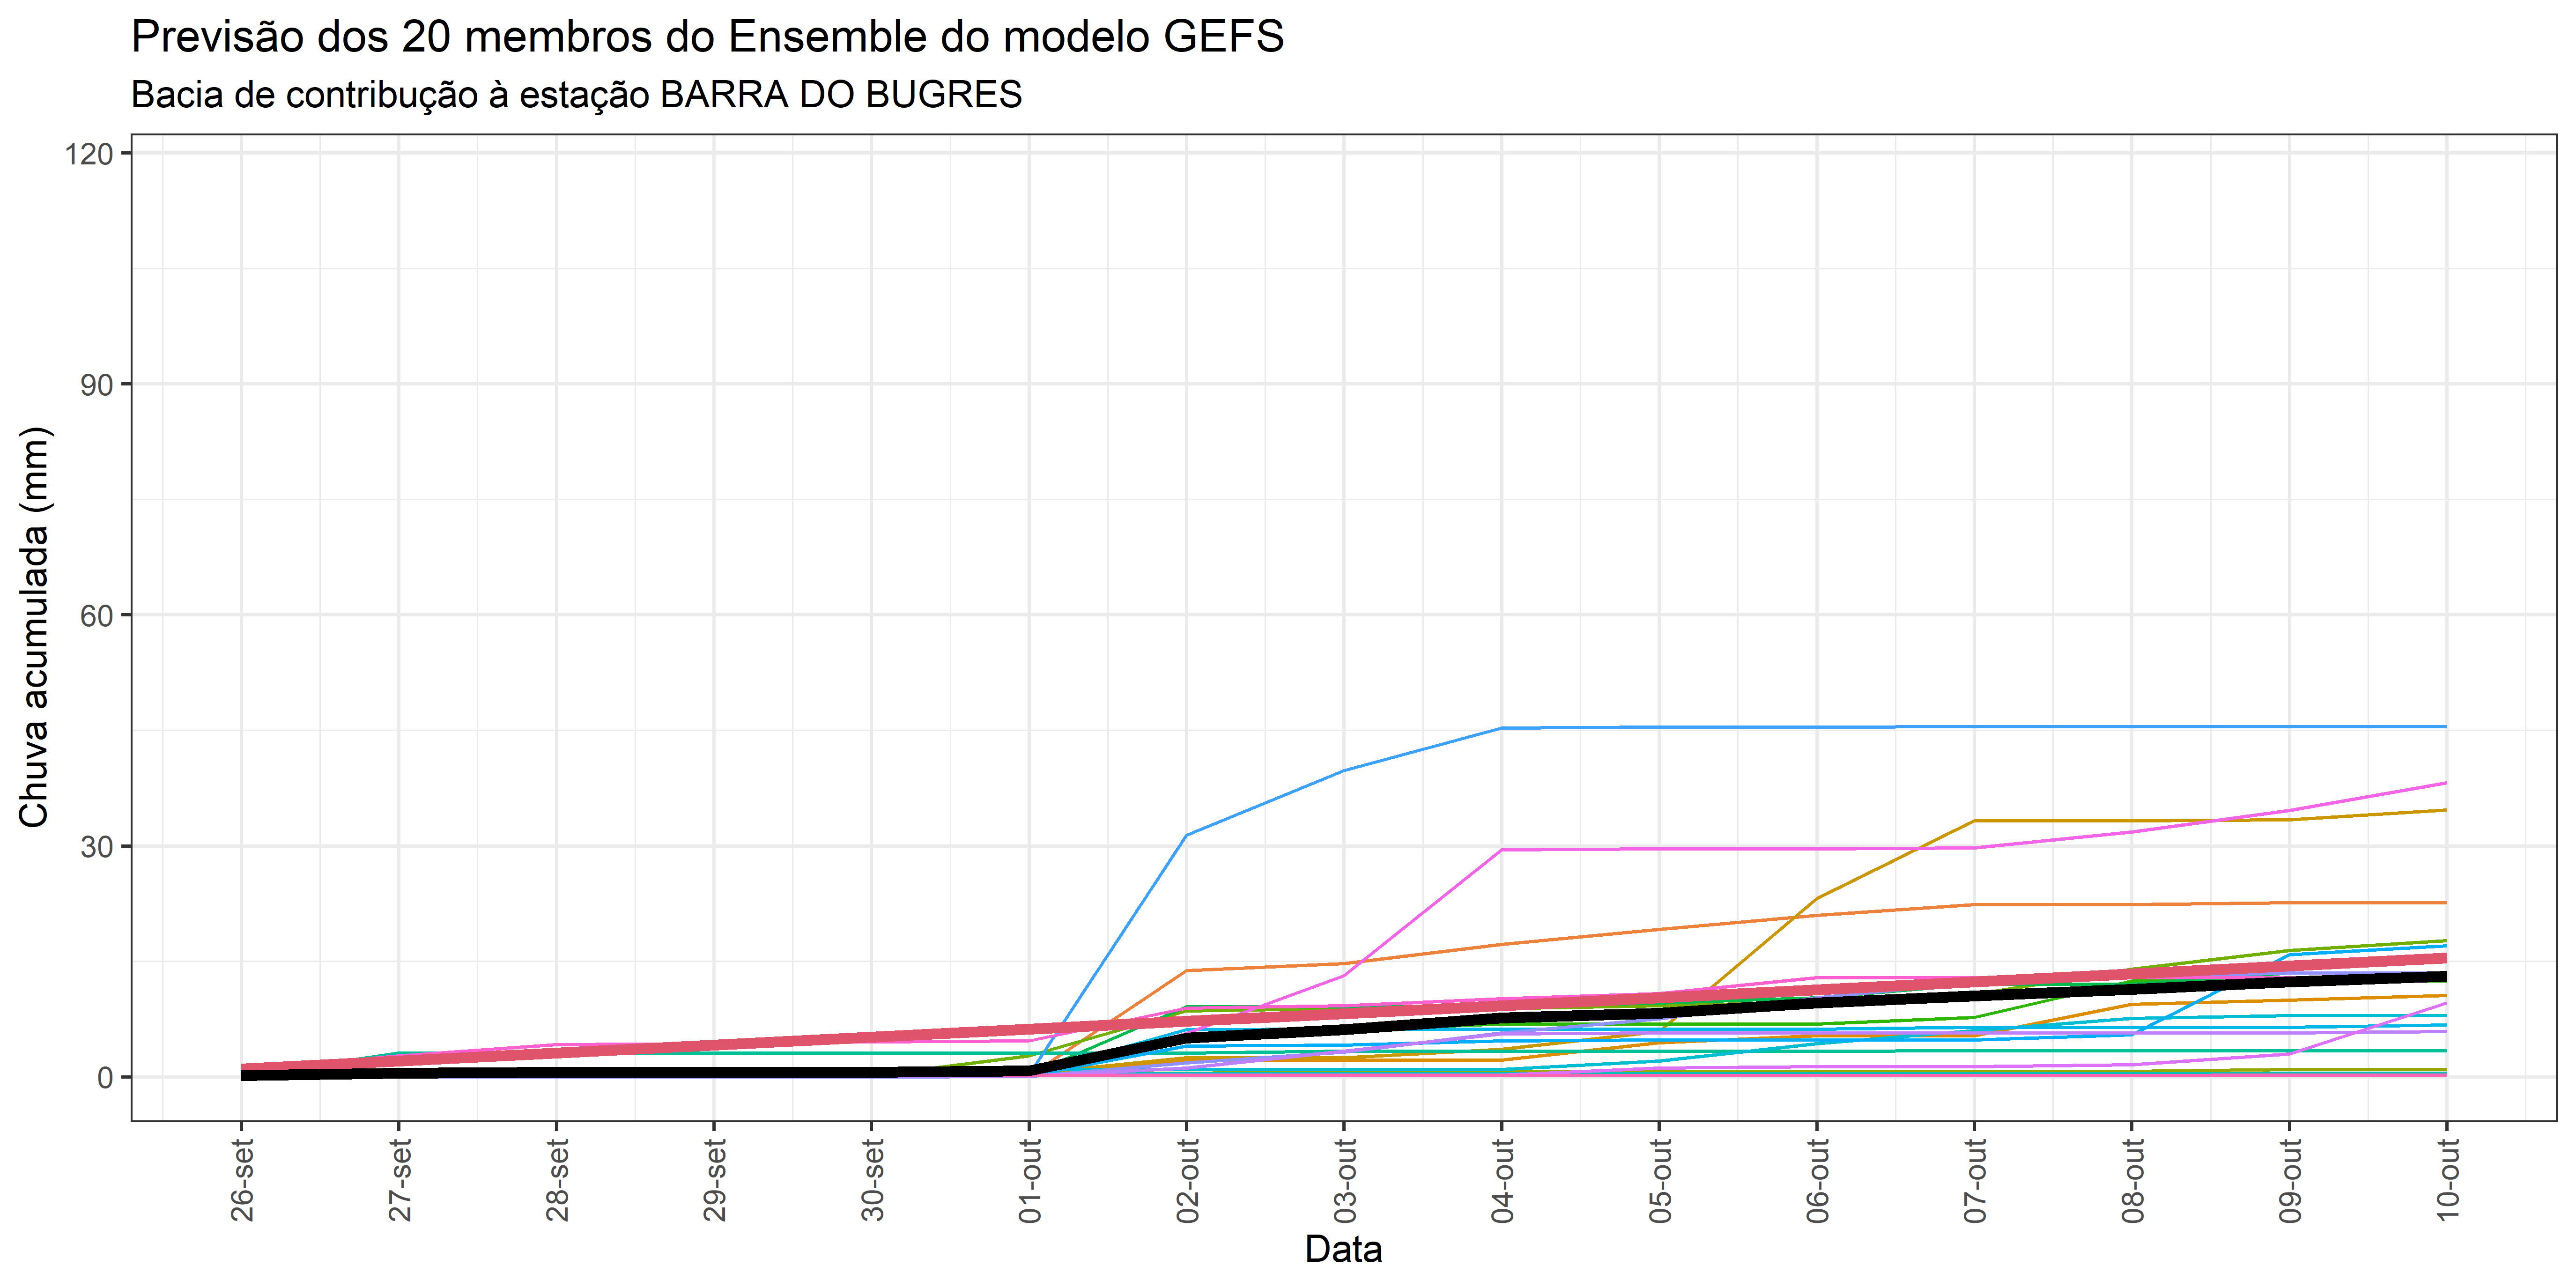 Previsão dos 20 membros do Ensemble do modelo GEFS
Bacia de contribução à estação BARRA DO BUGRES
Chuva acumulada (mm)
120
90
60
30
0
26-set
27-set
28-set
29-set
30-set
01-out
02-out
03-out
04-out
05-out
06-out
07-out
08-out
09-out
10-out
Data